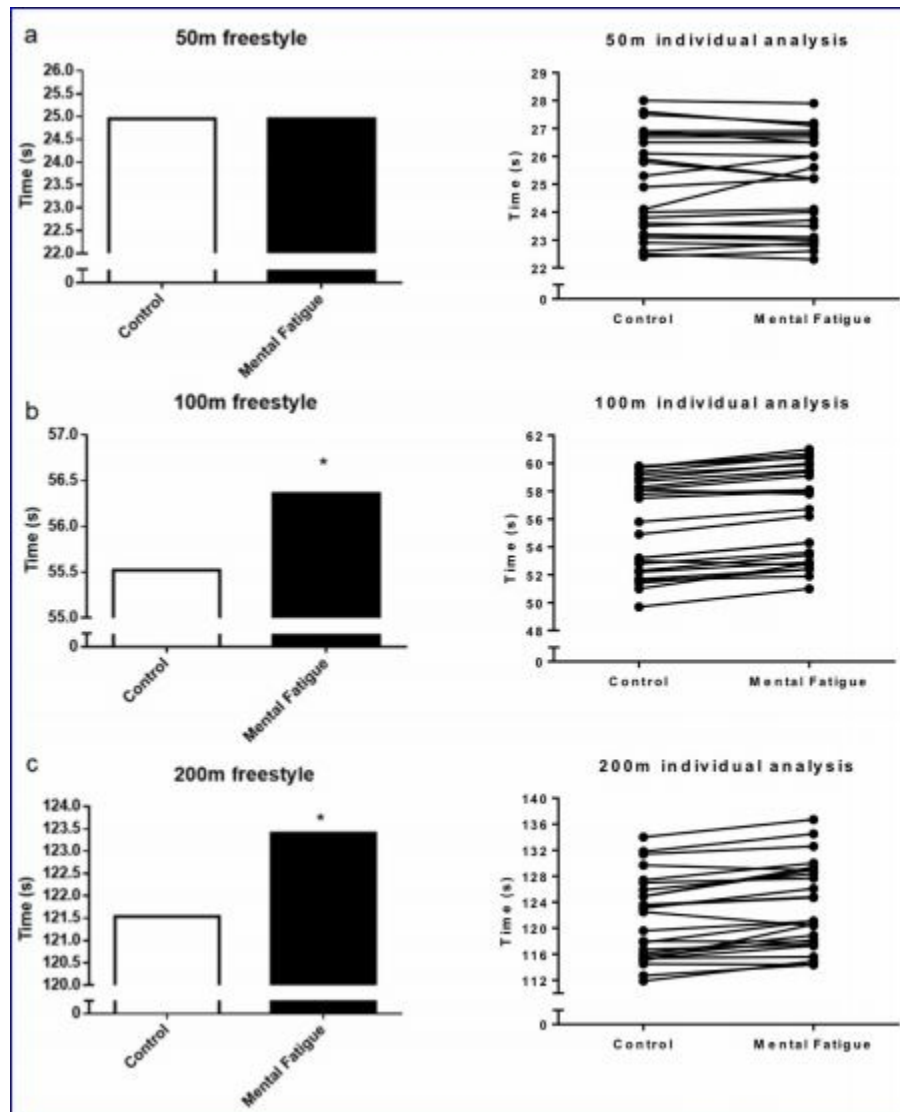 a
50m freestyle
26.0
25.5
25.0
24.5
24.0
23.5
23.0
22.5
22.0
0
Time (s)
Control
Mental Fatigue
50m individual analysis
29
28
27
26
25
24
23
22
0
Time (s)
Control
Mental Fatigue
b
100m freestyle
57.0
56.5
56.0
55.5
55.0
0
Time (s)
*
Control
Mental Fatigue
100m individual analysis
62
60
58
56
54
52
50
48
0
Time (s)
Control
Mental Fatigue
c
200m freestyle
124.0
123.5
123.0
122.5
122.0
121.5
121.0
120.5
120.0
0
Time (s)
*
Control
Mental Fatigue
200m individual analysis
140
136
132
128
124
120
116
112
0
Time (s)
Control
Mental Fatigue